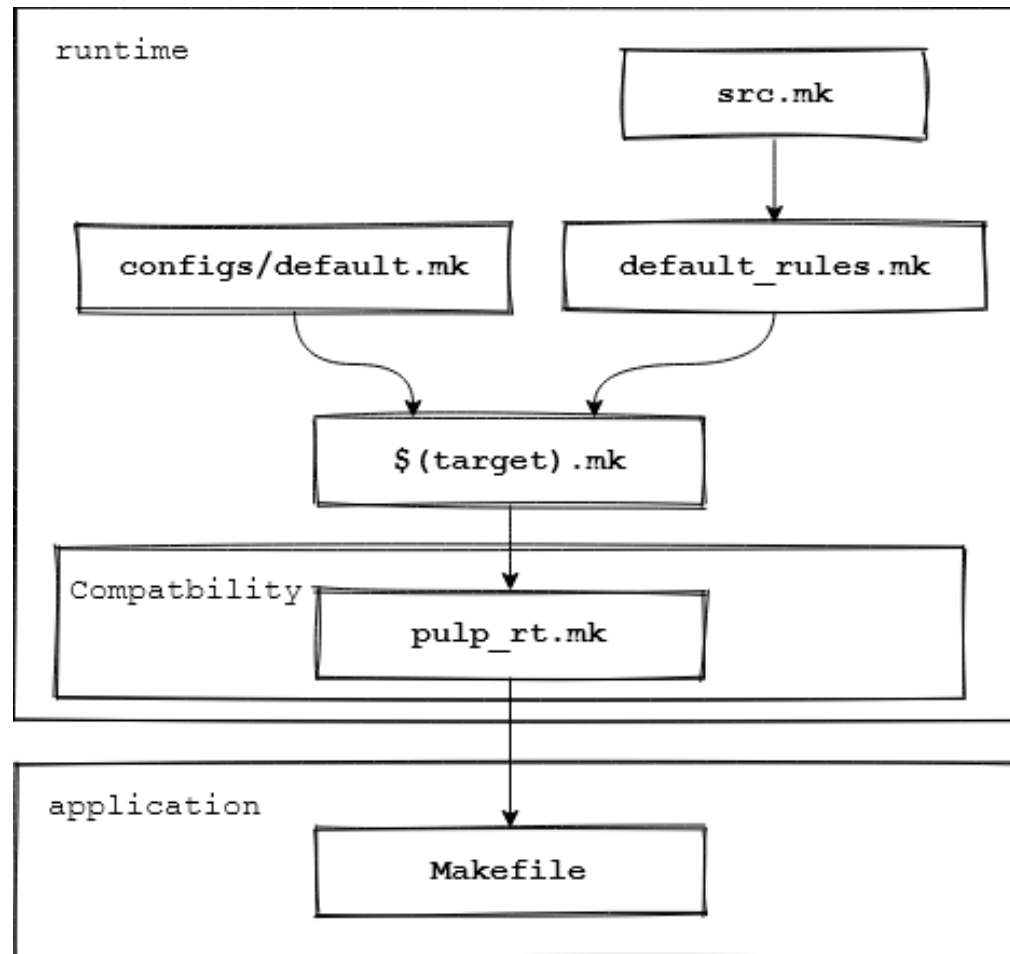 runtime
src.mk
configs/default.mk
default_rules.mk
$(target).mk
Compatbility
pulp_rt.mk
application
Makefile